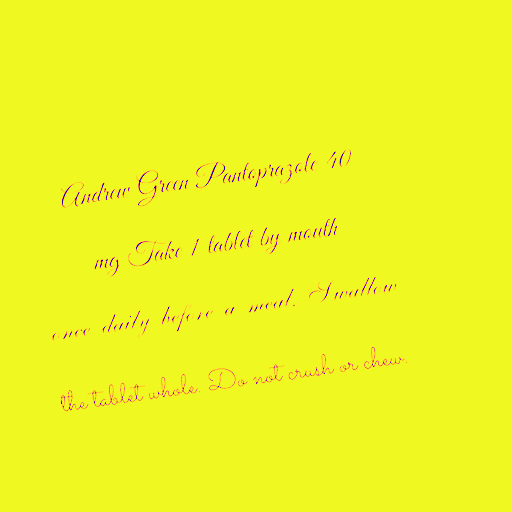 Andrew Green Pantoprazole 40
mg Take 1 tablet by mouth
once daily before a meal. Swallow
the tablet whole. Do not crush or chew.